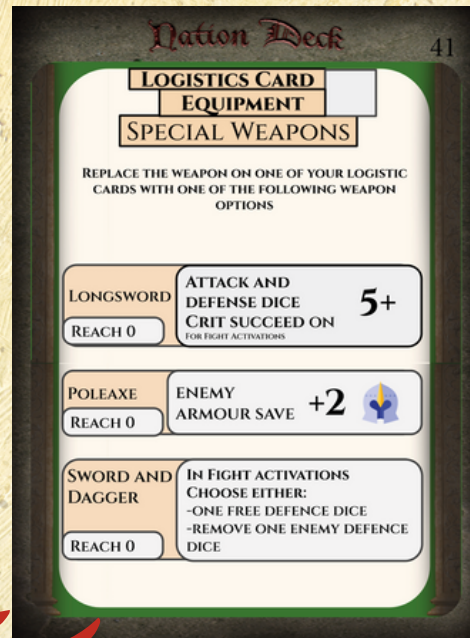 Nation Deck
41
LOGISTICS CARD
EQUIPMENT
SPECIAL WEAPONS
REPLACE THE WEAPON ON ONE OF YOUR LOGISTIC
CARDS WITH ONE OF THE FOLLOWING WEAPON
OPTIONS
LONGSWORD
REACH 0
ATTACK AND
DEFENSE DICE
CRIT SUCCEED ON
FOR FIGHT ACTIVATIONS
5+
POLEAXE
REACH 0
ENEMY
ARMOUR SAVE
+2
SWORD AND
DAGGER
REACH 0
IN FIGHT ACTIVATIONS
CHOOSE EITHER:
-ONE FREE DEFENCE DICE
-REMOVE ONE ENEMY DEFENCE
DICE